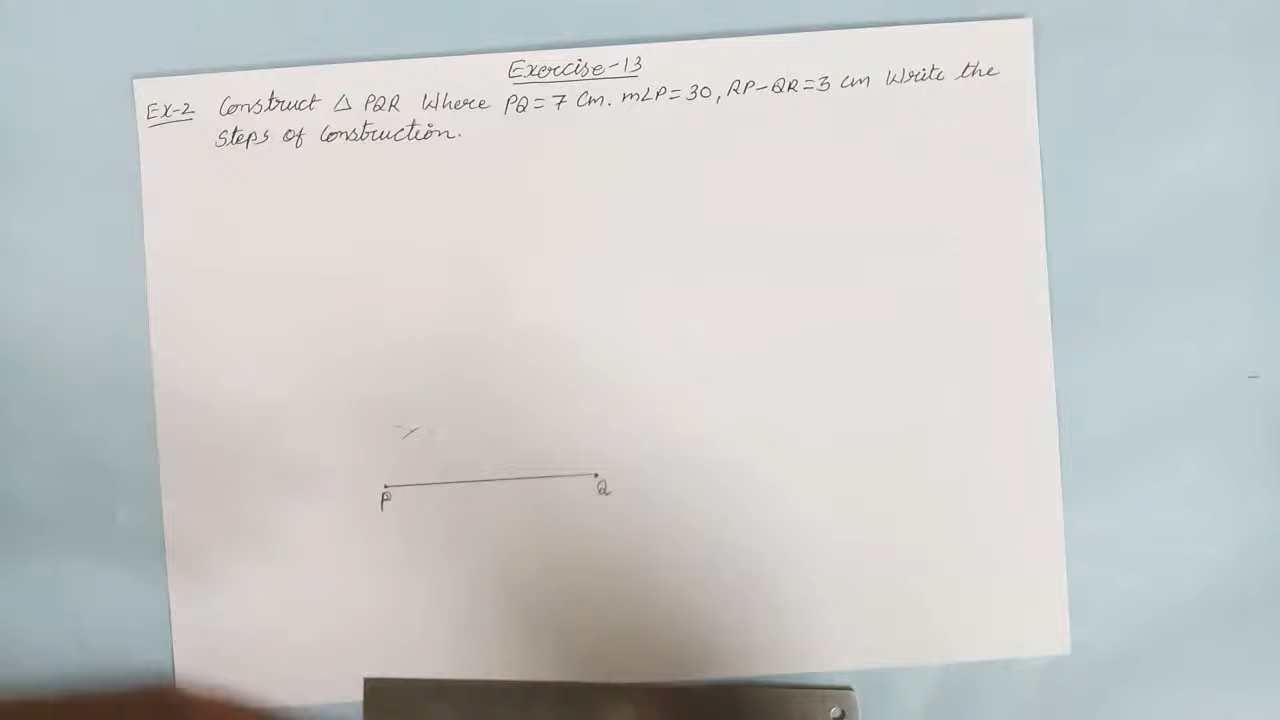 Exercise-13
Ex-2 Construct △ PQR Where PQ = 7 Cm. m∠P = 30, RP-QR = 3 cm Write the
steps of construction.
P
Q